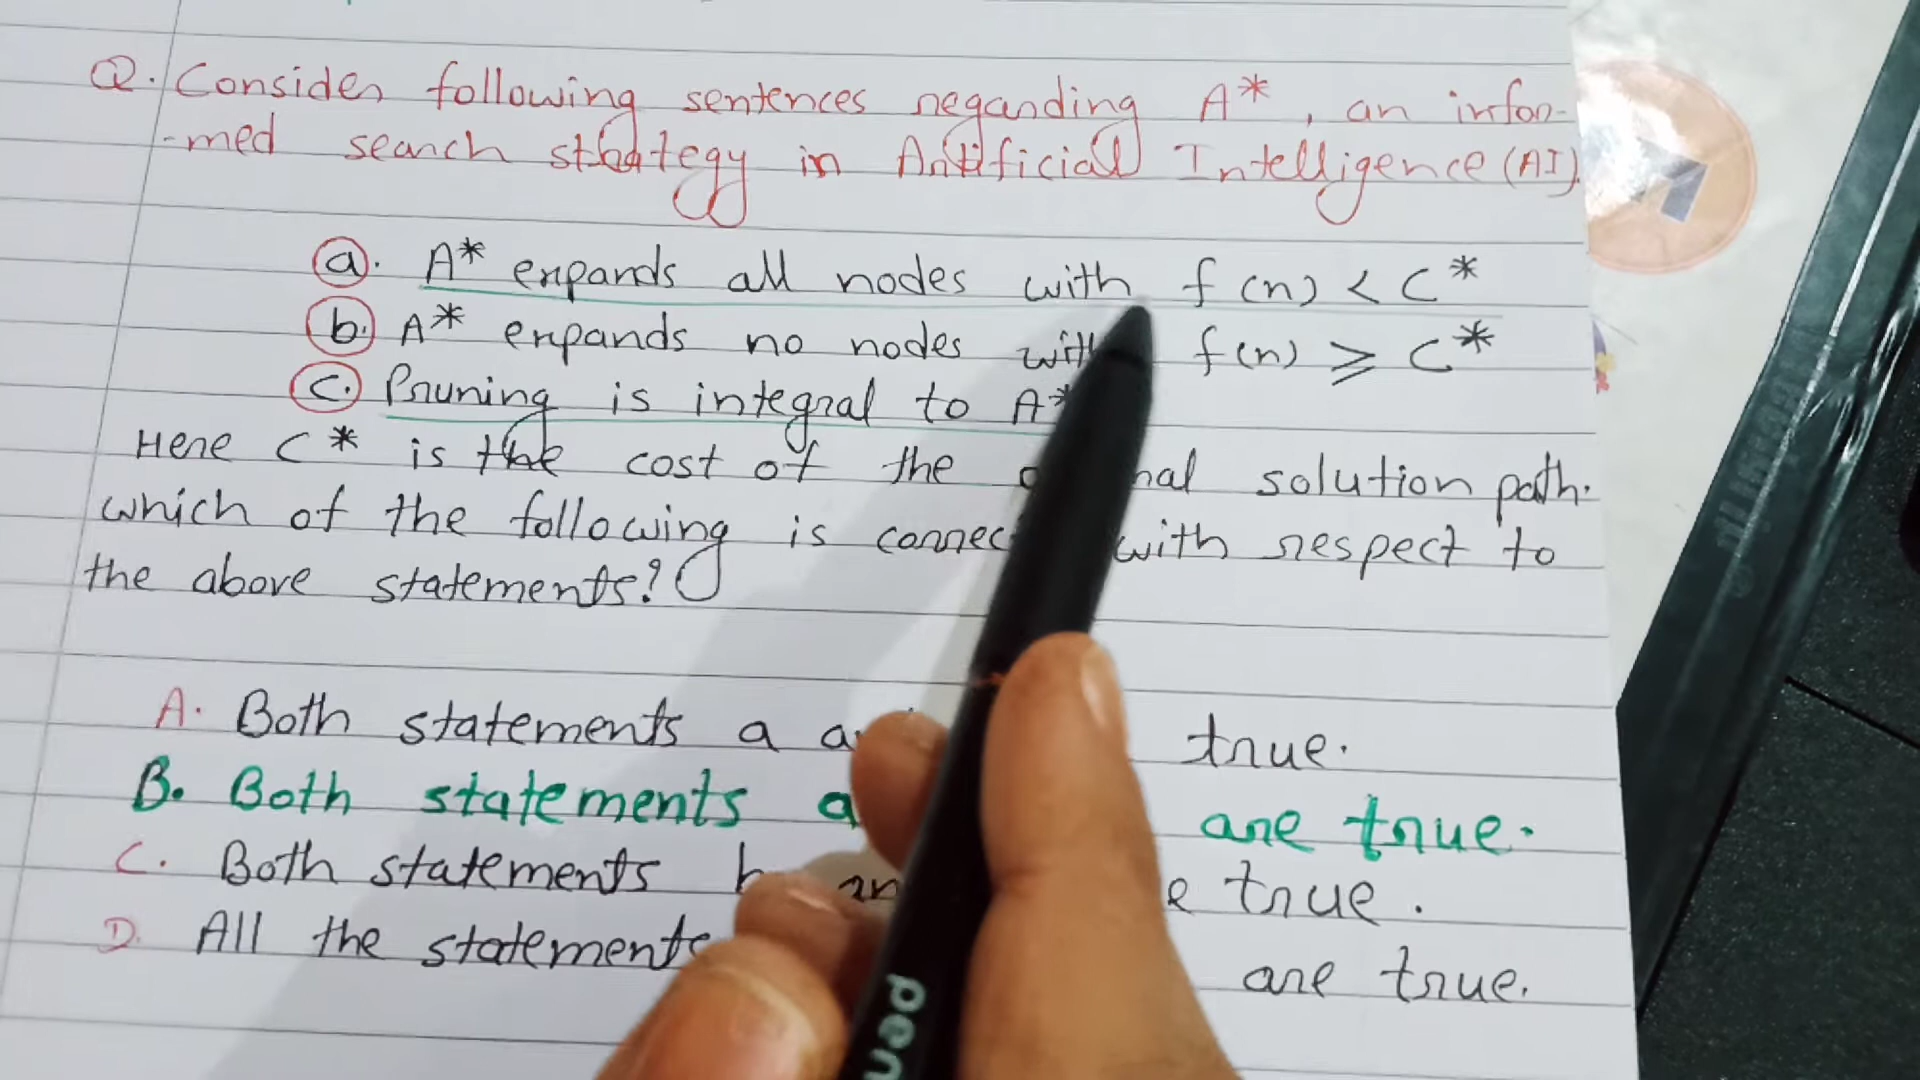 Q. Consider following sentences regarding A*, an infor-
-med search strategy in Artificial Intelligence (AI).
a. A* expands all nodes with f(n) < C*
b. A* expands no nodes with f(n) ≥ C*
c. Pruning is integral to A*
Here C* is the cost of the solution path.
which of the following is with respect to
the above statements?
A. Both statements a true.
B. Both statements a are true.
C. Both statements b true.
D. All the statements are true.
pen